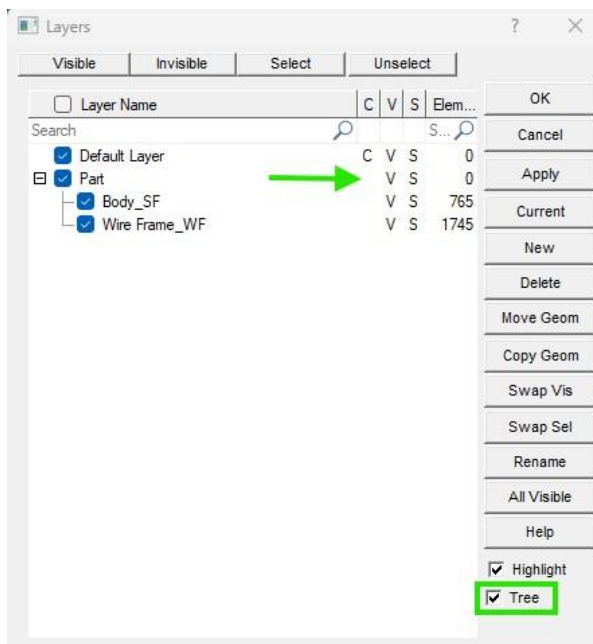 Layers ?
Visible Invisible Select Unselect
Layer Name C V S Elem...
Search S...
Default Layer C V S 0
Part V S 0
Body_SF V S 765
Wire Frame_WF V S 1745
OK
Cancel
Apply
Current
New
Delete
Move Geom
Copy Geom
Swap Vis
Swap Sel
Rename
All Visible
Help
Highlight
Tree